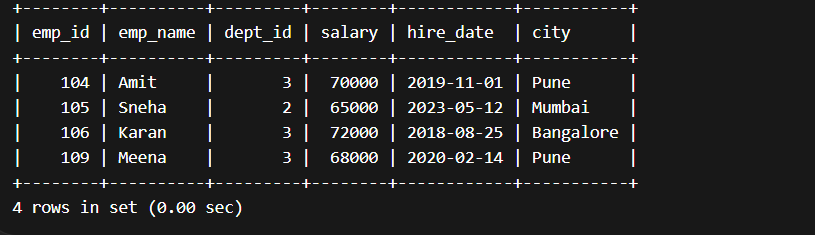 +--------+----------+---------+--------+------------+-----------+
| emp_id | emp_name | dept_id | salary | hire_date  | city      |
+--------+----------+---------+--------+------------+-----------+
|    104 | Amit     |       3 |  70000 | 2019-11-01 | Pune      |
|    105 | Sneha    |       2 |  65000 | 2023-05-12 | Mumbai    |
|    106 | Karan    |       3 |  72000 | 2018-08-25 | Bangalore |
|    109 | Meena    |       3 |  68000 | 2020-02-14 | Pune      |
+--------+----------+---------+--------+------------+-----------+
4 rows in set (0.00 sec)